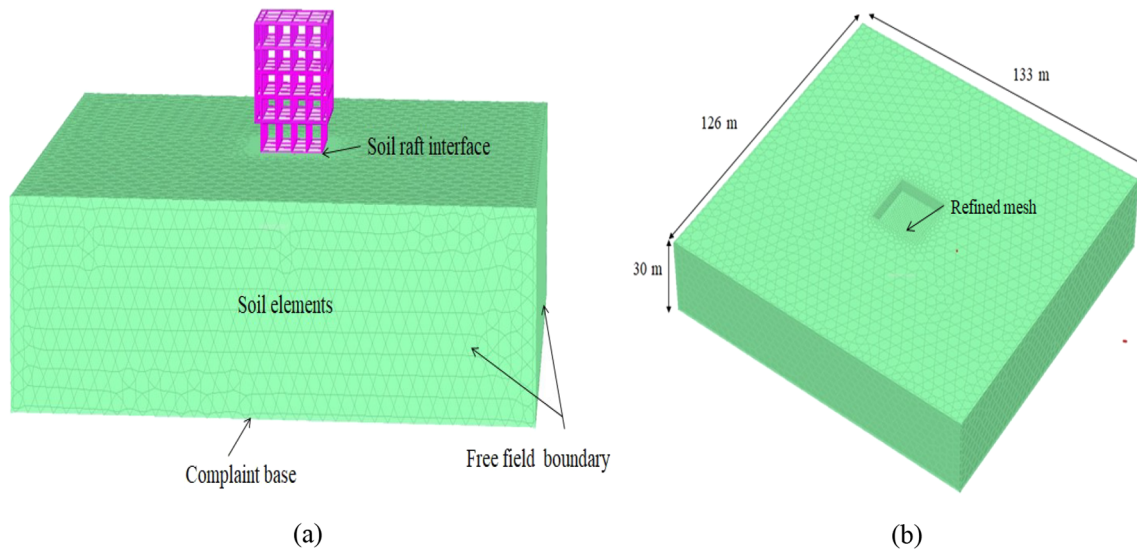 Soil raft interface
Soil elements
Complaint base
Free field boundary
(a)
133 m
126 m
Refined mesh
30 m
(b)